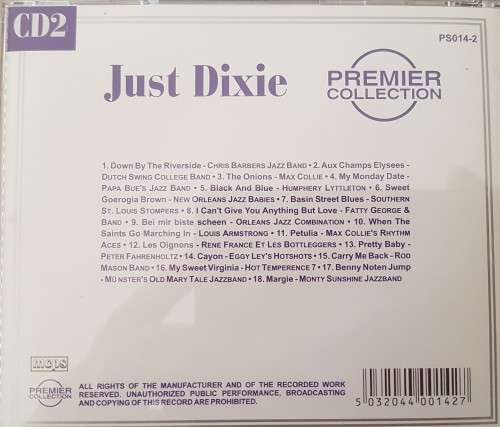 CD2
PS014-2
Just Dixie
PREMIER
COLLECTION
1. Down By The Riverside - Chris Barbers Jazz Band • 2. Aux Champs Elysees -
Dutch Swing College Band • 3. The Onions - Max Collie • 4. My Monday Date -
Papa Bue's Jazz Band • 5. Black And Blue - Humphery Lyttleton • 6. Sweet
Goerogia Brown - New Orleans Jazz Babies • 7. Basin Street Blues - Southern
St. Louis Stompers • 8. I Can't Give You Anything But Love - Fatty George &
Band • 9. Bei mir biste scheen - Orleans Jazz Combination • 10. When The
Saints Go Marching In - Louis Armstrong • 11. Petulia - Max Collie's Rhythm
Aces • 12. Les Oignons - Rene France Et Les Bottleggers • 13. Pretty Baby -
Peter Fahrenholtz • 14. Cayon - Eggy Ley's Hotshots • 15. Carry Me Back - Rod
Mason Band • 16. My Sweet Virginia - Hot Temperence 7 • 17. Benny Noten Jump
- Münster's Old Mary Tale Jazzband • 18. Margie - Monty Sunshine Jazzband
mcps
PREMIER
COLLECTION
ALL RIGHTS OF THE MANUFACTURER AND OF THE RECORDED WORK
RESERVED. UNAUTHORIZED PUBLIC PERFORMANCE, BROADCASTING
AND COPYING OF THIS RECORD ARE PROHIBITED.
5 032044 001427